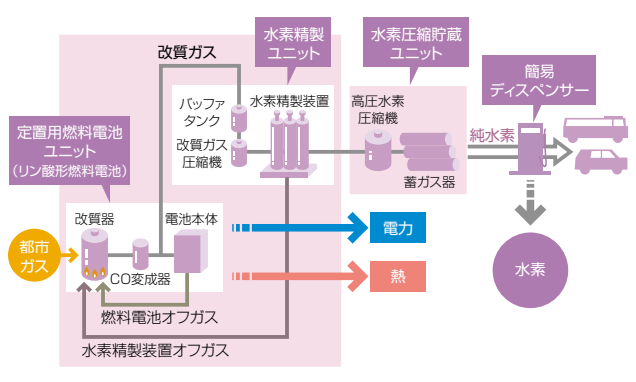 改質ガス
水素精製
ユニット
水素圧縮貯蔵
ユニット
簡易
ディスペンサー
バッファ
タンク
水素精製装置
改質ガス
圧縮機
高圧水素
圧縮機
蓄ガス器
純水素
定置用燃料電池
ユニット
(リン酸形燃料電池)
改質器
電池本体
CO変成器
都市
ガス
電力
熱
水素
燃料電池オフガス
水素精製装置オフガス